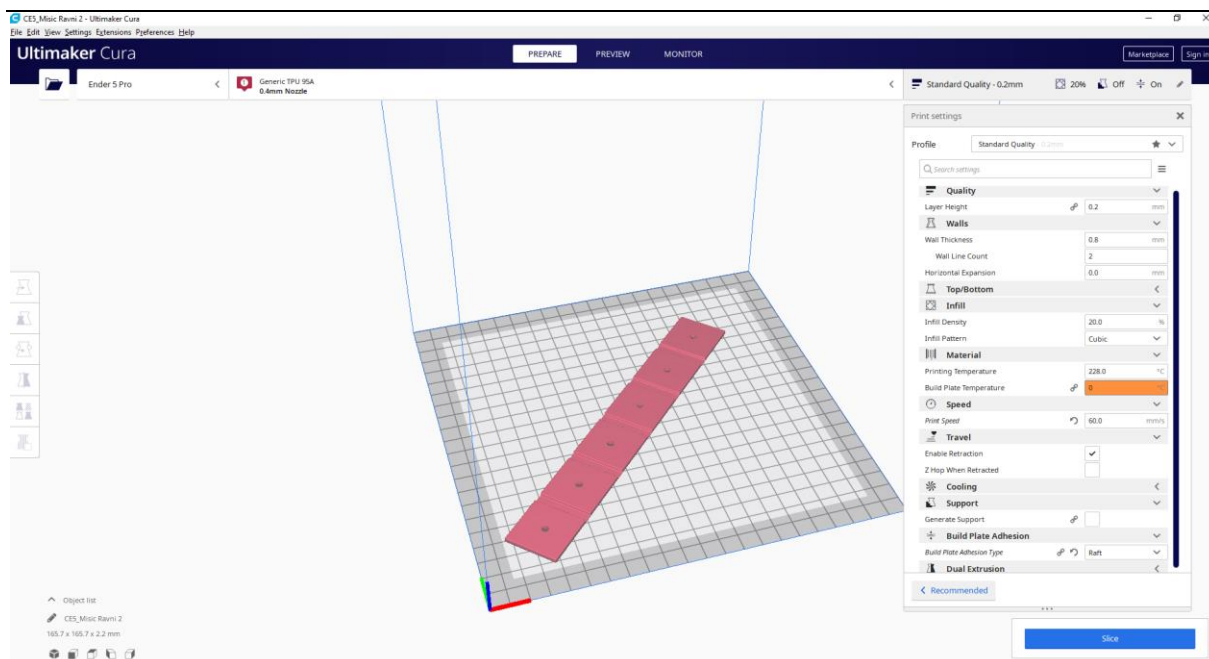 CE5_Misic Ravni 2 - Ultimaker Cura
File Edit View Settings Extensions Preferences Help
Ultimaker Cura
PREPARE PREVIEW MONITOR
Marketplace Sign in
Ender 5 Pro
Generic TPU 95A
0.4mm Nozzle
Standard Quality - 0.2mm 20% Off On
Print settings
Profile Standard Quality 0.2mm
Search settings
Quality
Layer Height 0.2 mm
Walls
Wall Thickness 0.8 mm
Wall Line Count 2
Horizontal Expansion 0.0 mm
Top/Bottom
Infill
Infill Density 20.0 %
Infill Pattern Cubic
Material
Printing Temperature 228.0 °C
Build Plate Temperature 0 °C
Speed
Print Speed 60.0 mm/s
Travel
Enable Retraction
Z Hop When Retracted
Cooling
Support
Generate Support
Build Plate Adhesion
Build Plate Adhesion Type Raft
Dual Extrusion
Recommended
Object list
CE5_Misic Ravni 2
165.7 x 165.7 x 2.2 mm
Slice